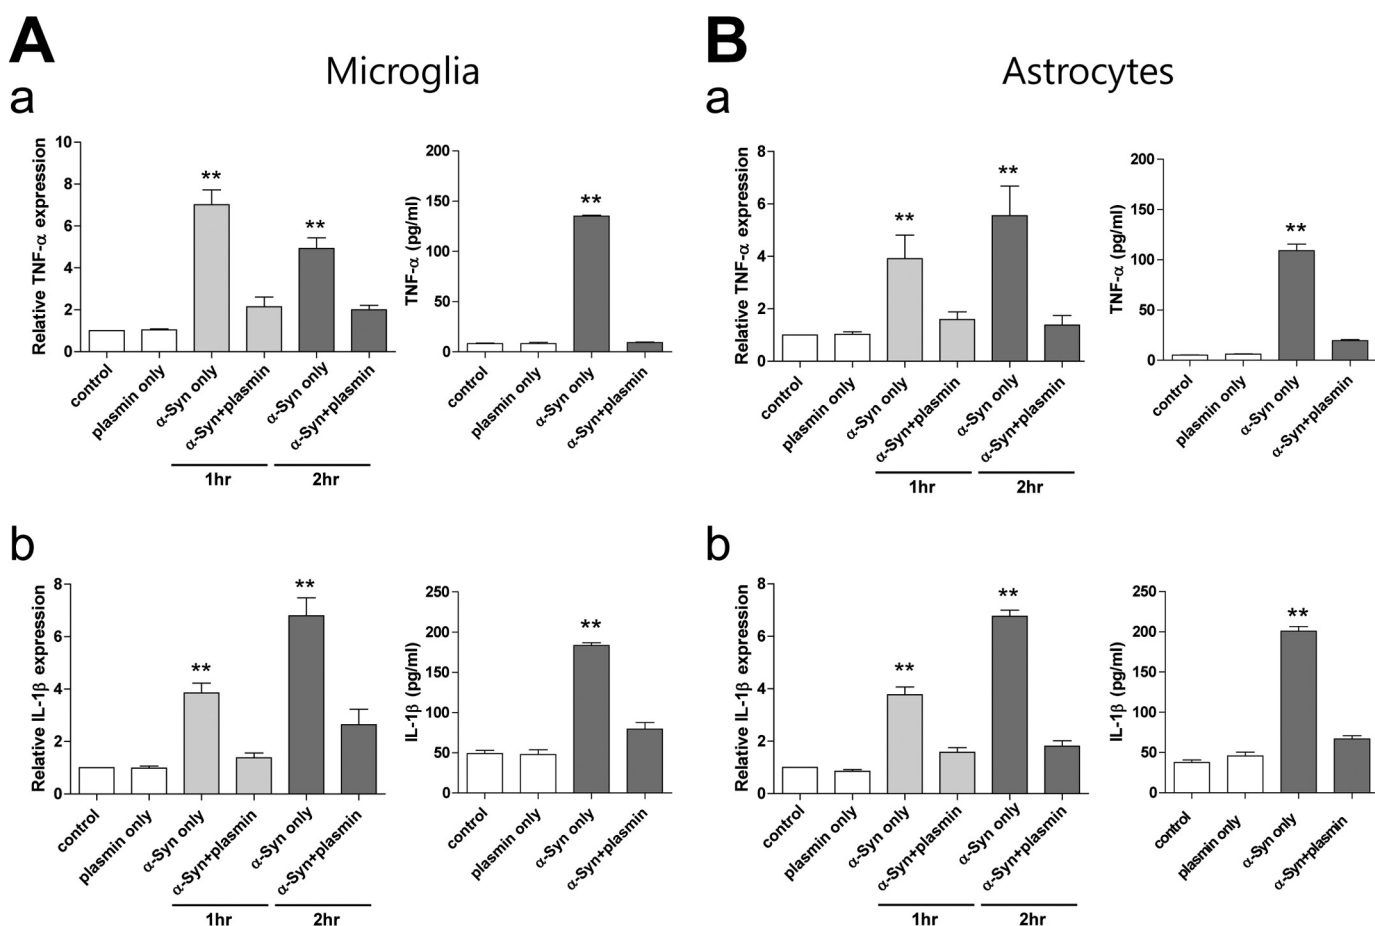 A
Microglia
a
Relative TNF-α expression
10
8
6
4
2
0
**
**
control
plasmin only
α-Syn only
α-Syn+plasmin
α-Syn only
α-Syn+plasmin
1hr
2hr
TNF-α (pg/ml)
200
150
100
50
0
**
control
plasmin only
α-Syn only
α-Syn+plasmin
b
Relative IL-1β expression
8
6
4
2
0
**
**
control
plasmin only
α-Syn only
α-Syn+plasmin
α-Syn only
α-Syn+plasmin
1hr
2hr
IL-1β (pg/ml)
250
200
150
100
50
0
**
control
plasmin only
α-Syn only
α-Syn+plasmin
B
Astrocytes
a
Relative TNF-α expression
8
6
4
2
0
**
**
control
plasmin only
α-Syn only
α-Syn+plasmin
α-Syn only
α-Syn+plasmin
1hr
2hr
TNF-α (pg/ml)
200
150
100
50
0
**
control
plasmin only
α-Syn only
α-Syn+plasmin
b
Relative IL-1β expression
8
6
4
2
0
**
**
control
plasmin only
α-Syn only
α-Syn+plasmin
α-Syn only
α-Syn+plasmin
1hr
2hr
IL-1β (pg/ml)
250
200
150
100
50
0
**
control
plasmin only
α-Syn only
α-Syn+plasmin